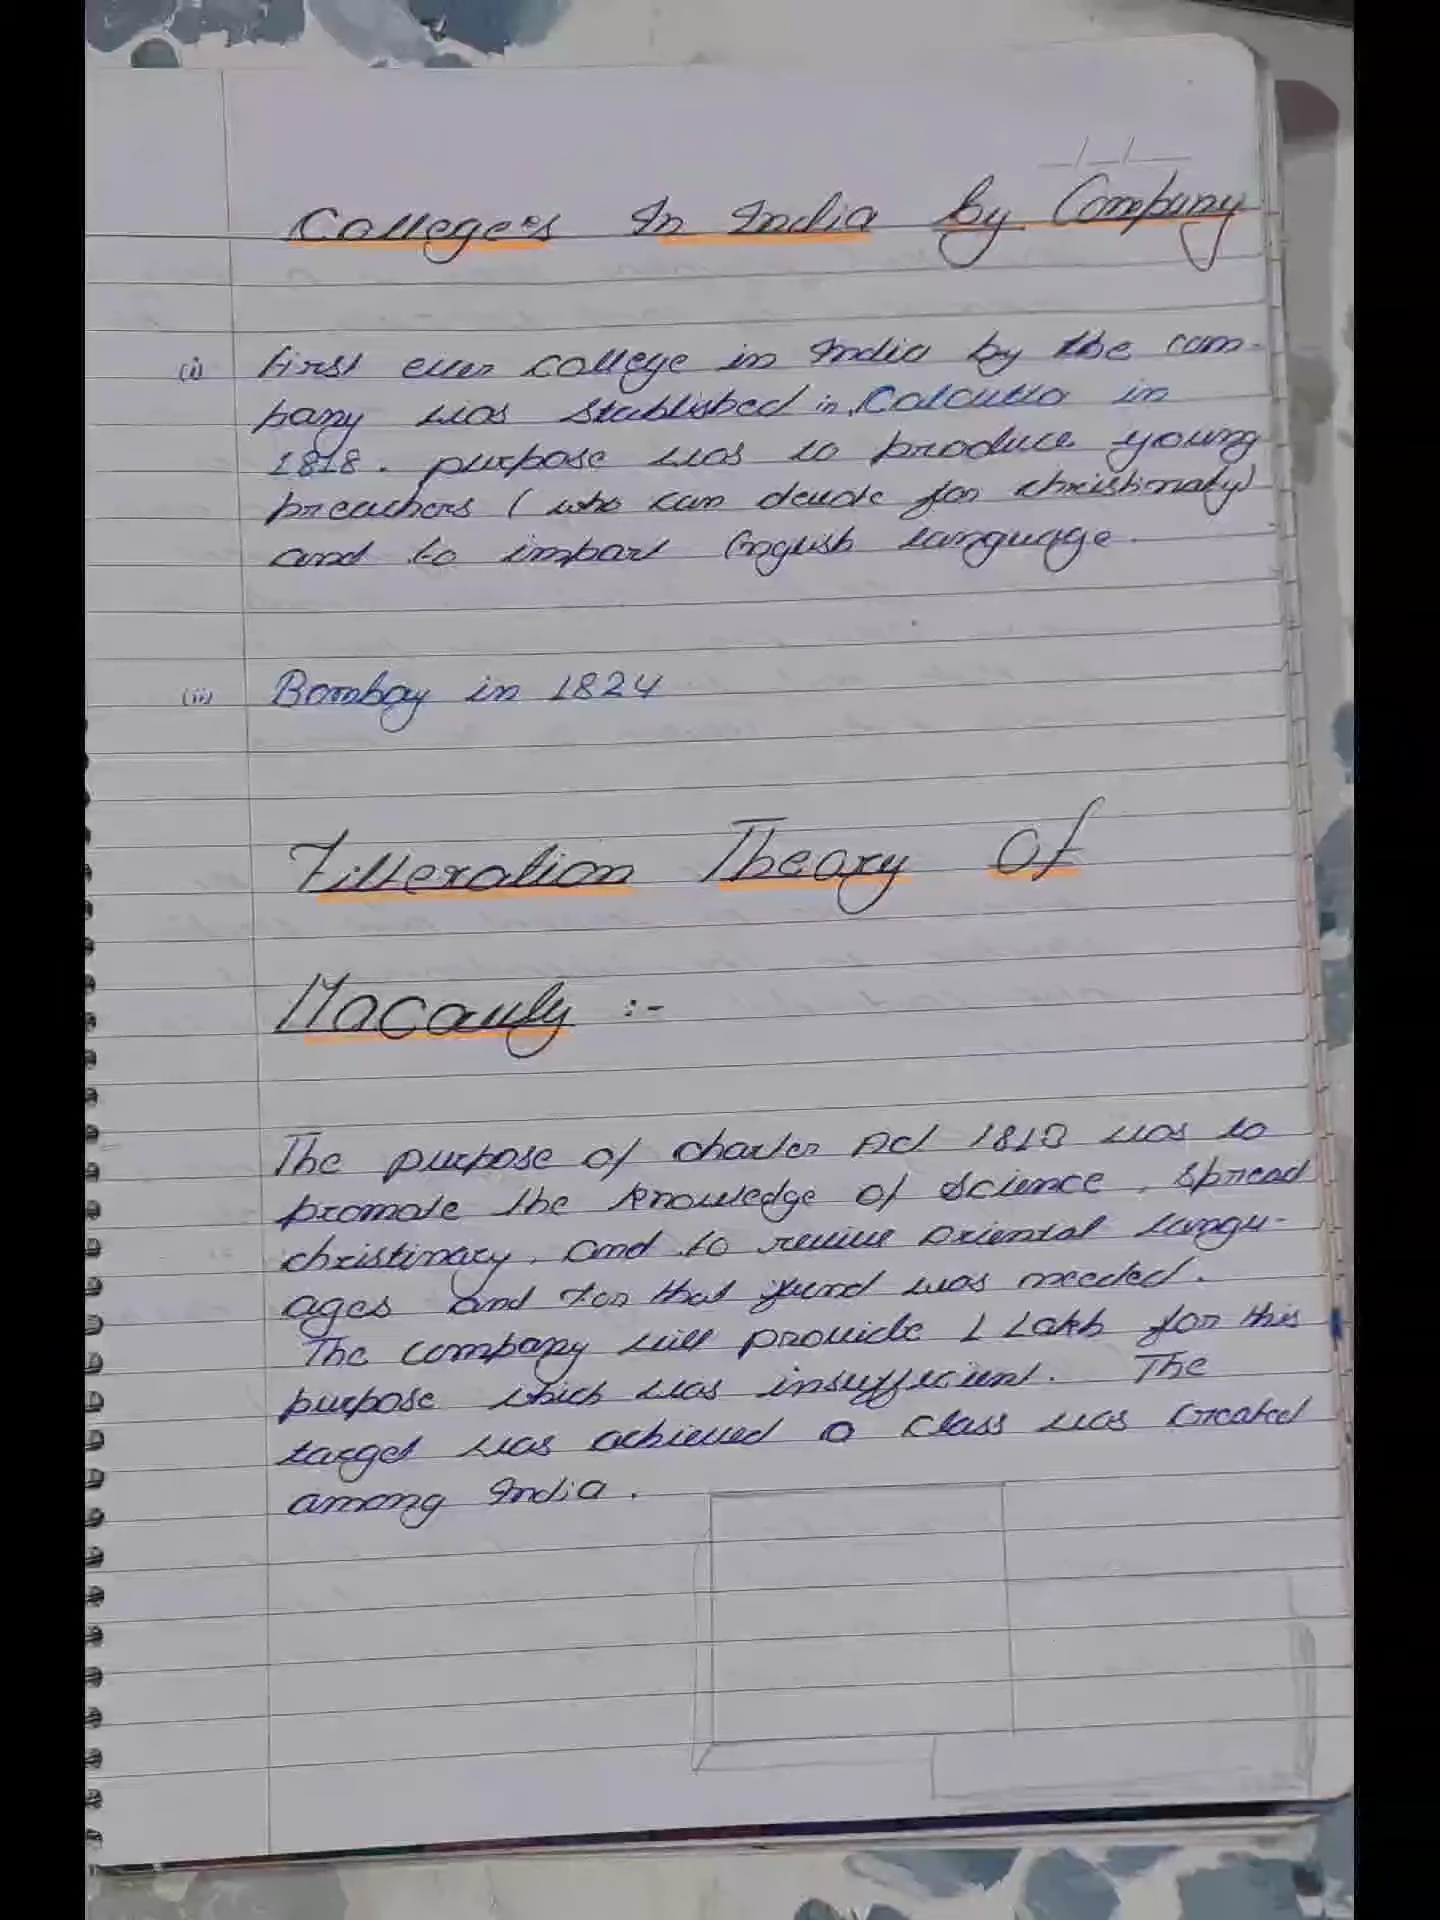 Colleges In India by Company
(i) first ever college in India by the com-
pany was stablished in Calcutta in
1818. purpose was to produce young
preachers ( who can devote for christinaty)
and to impart English language.
(ii) Bombay in 1824
Filteration Theory Of
Macauly :-
The purpose of charter Act 1813 was to
promote the knowledge of science, spread
christinary, and to revive oriental langu-
ages and for that fund was needed.
The company will provide 1 Lakh for this
purpose which was insufficient. The
target was achieved a class was created
among India.